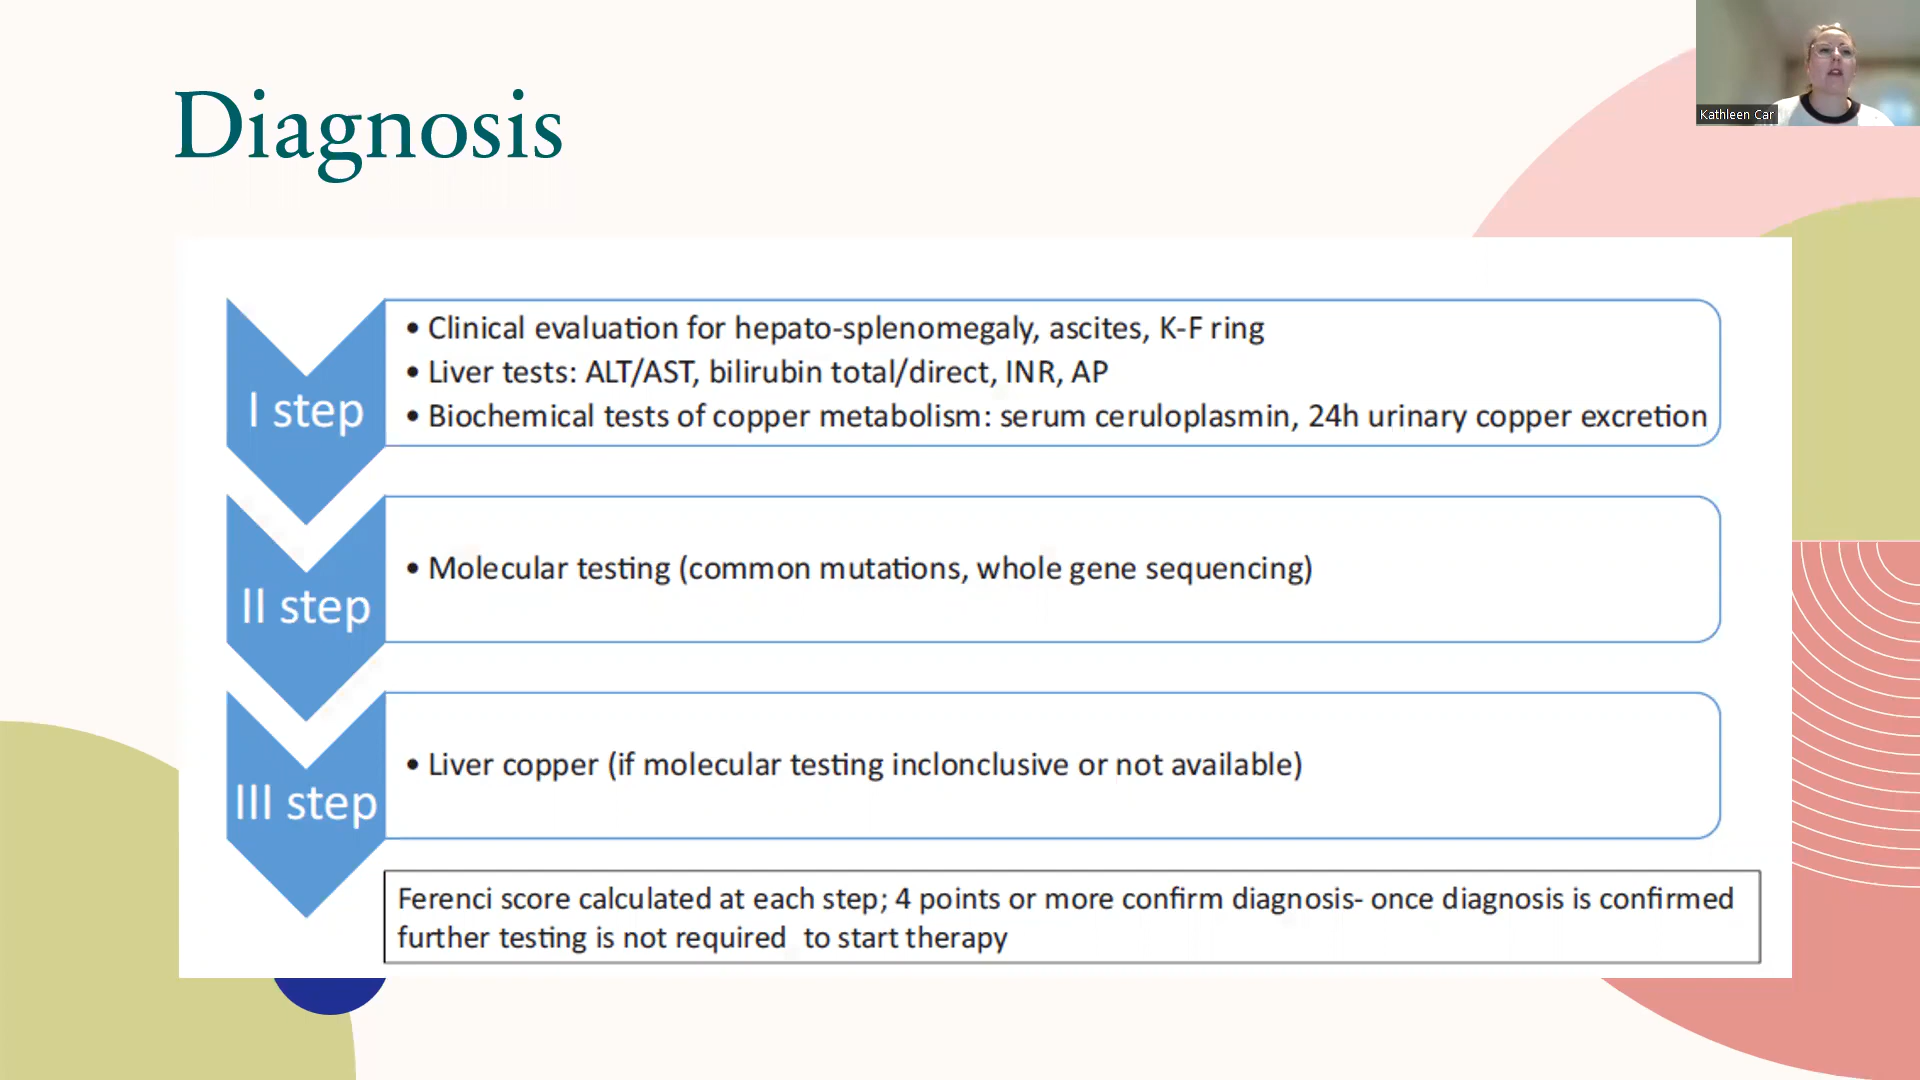 Diagnosis
Kathleen Car
I step
• Clinical evaluation for hepato-splenomegaly, ascites, K-F ring
• Liver tests: ALT/AST, bilirubin total/direct, INR, AP
• Biochemical tests of copper metabolism: serum ceruloplasmin, 24h urinary copper excretion
II step
• Molecular testing (common mutations, whole gene sequencing)
III step
• Liver copper (if molecular testing inclonclusive or not available)
Ferenci score calculated at each step; 4 points or more confirm diagnosis- once diagnosis is confirmed
further testing is not required  to start therapy